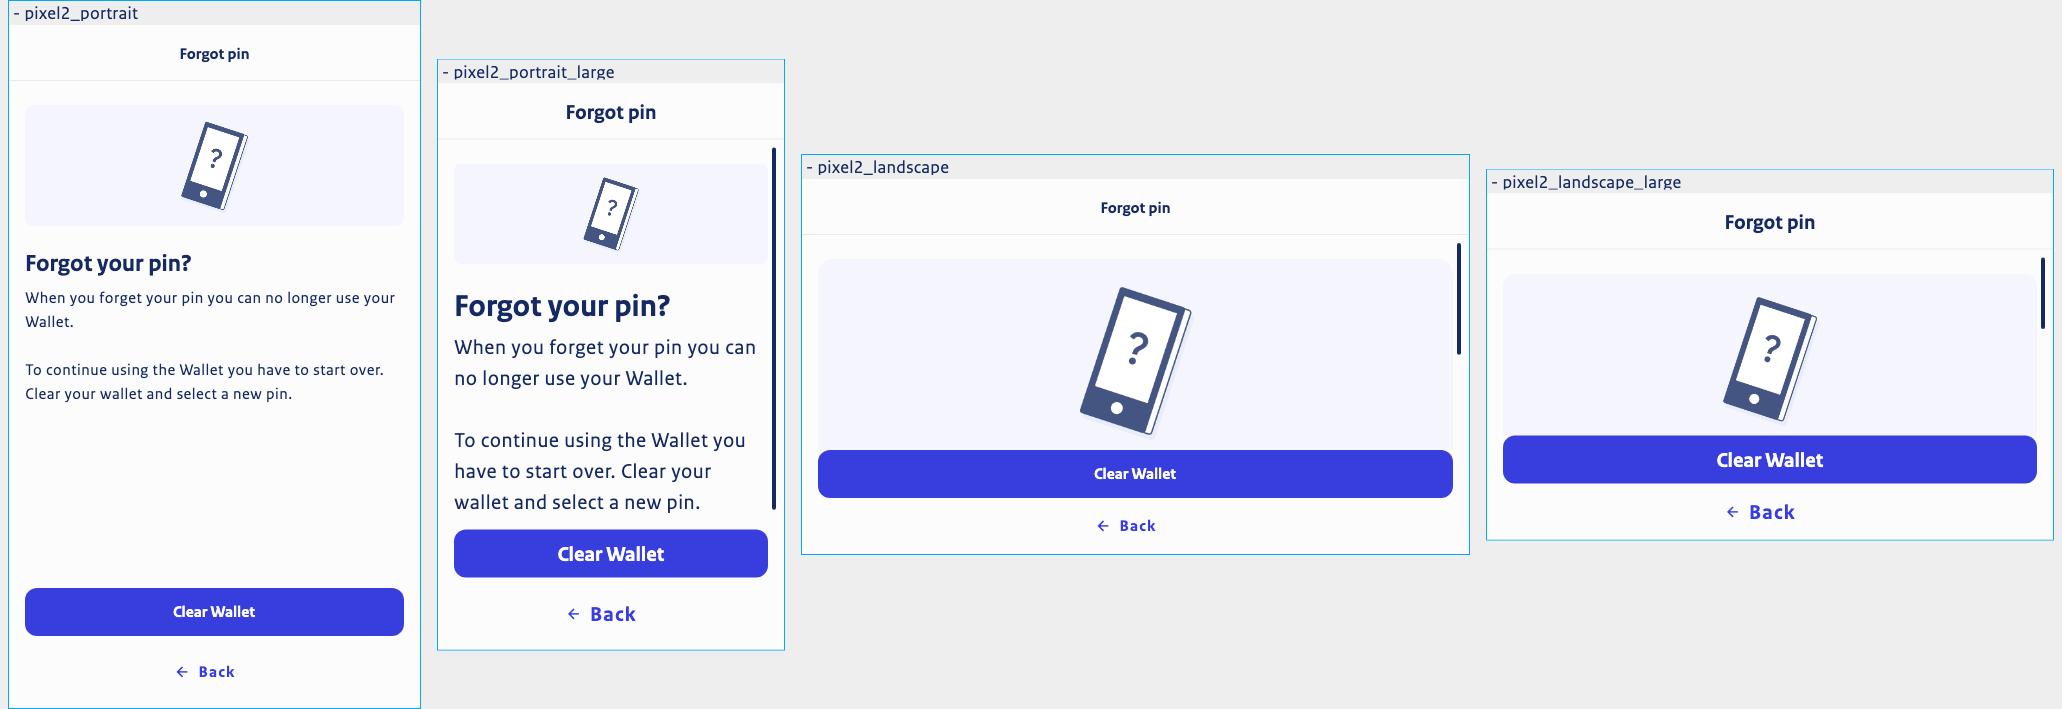 - pixel2_portrait
Forgot pin
?
Forgot your pin?
When you forget your pin you can no longer use your
Wallet.
To continue using the Wallet you have to start over.
Clear your wallet and select a new pin.
Clear Wallet
← Back
- pixel2_portrait_large
Forgot pin
?
Forgot your pin?
When you forget your pin you can
no longer use your Wallet.
To continue using the Wallet you
have to start over. Clear your
wallet and select a new pin.
Clear Wallet
← Back
- pixel2_landscape
Forgot pin
?
Clear Wallet
← Back
- pixel2_landscape_large
Forgot pin
?
Clear Wallet
← Back